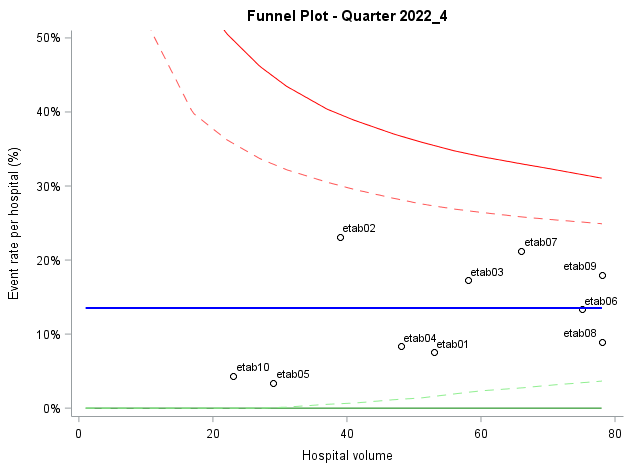 Funnel Plot - Quarter 2022_4
Event rate per hospital (%)
50%
40%
30%
20%
10%
0%
etab02
etab07
etab09
etab03
etab06
etab08
etab04
etab01
etab10
etab05
0
20
40
60
80
Hospital volume